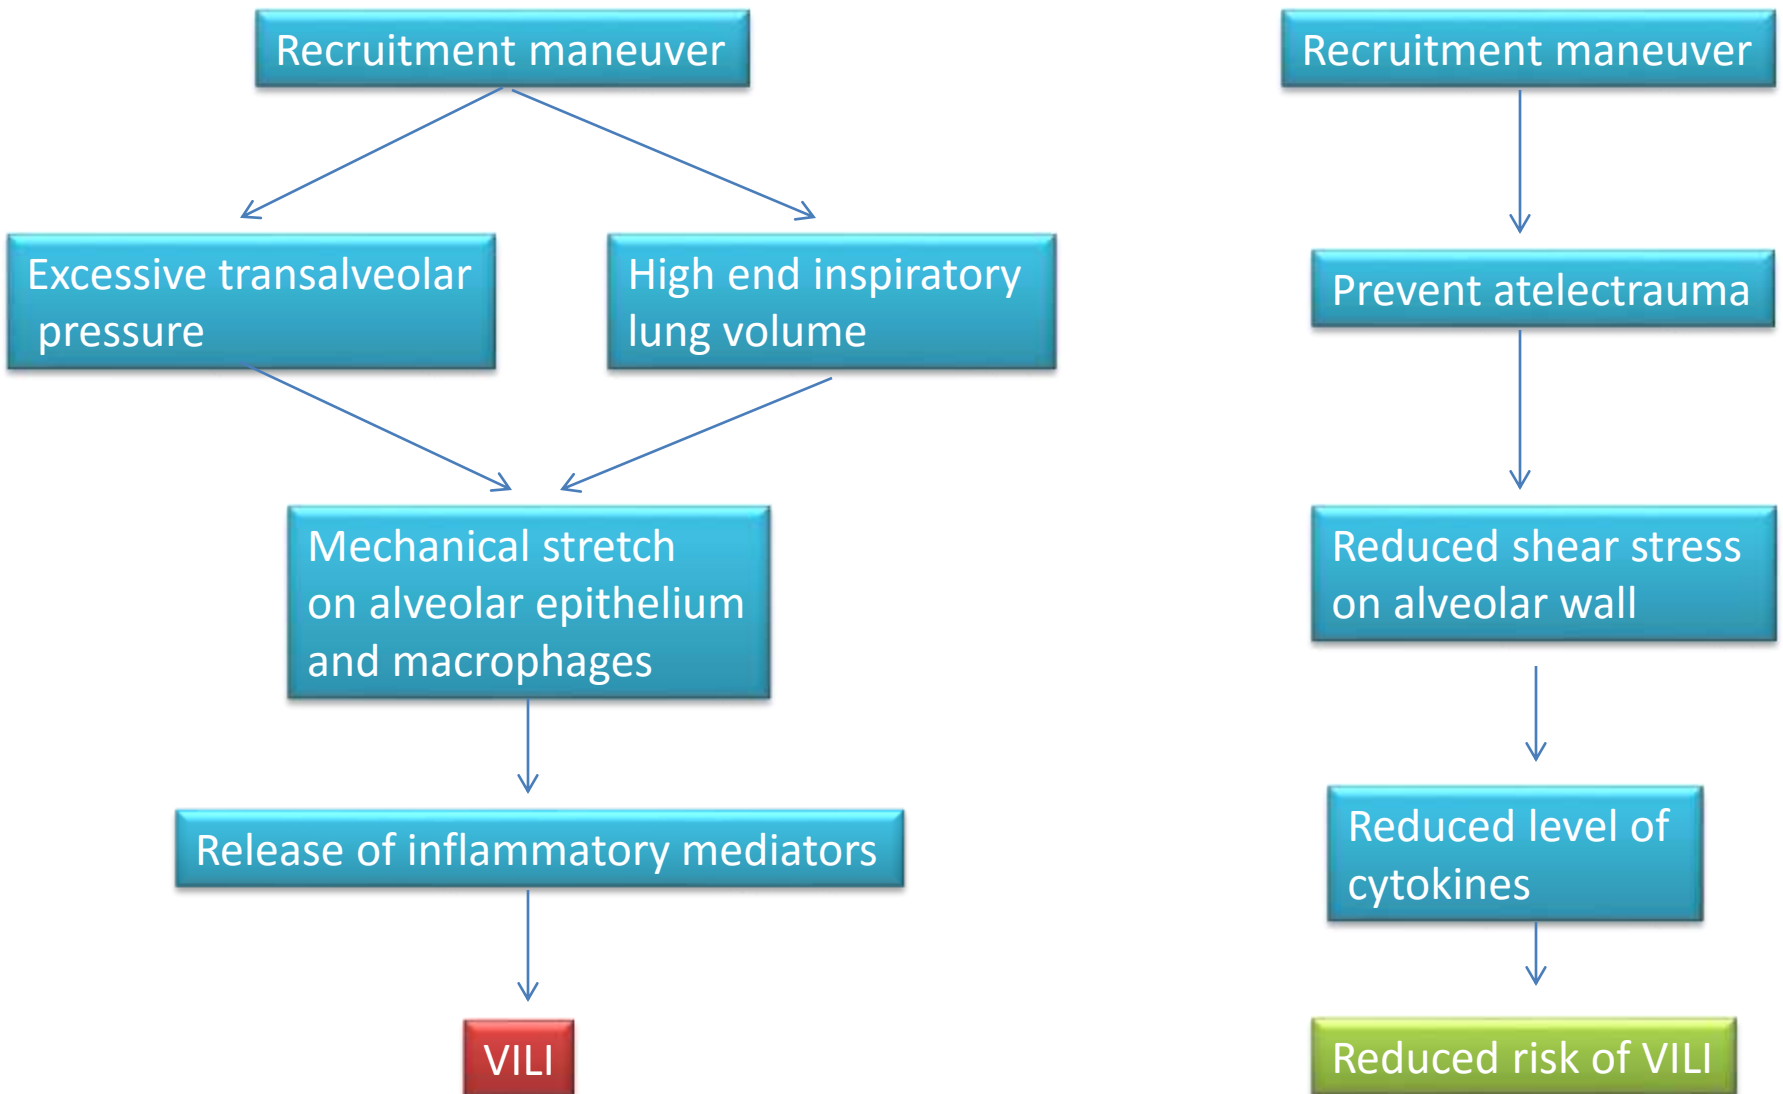 Recruitment maneuver
Excessive transalveolar
pressure
High end inspiratory
lung volume
Mechanical stretch
on alveolar epithelium
and macrophages
Release of inflammatory mediators
VILI
Recruitment maneuver
Prevent atelectrauma
Reduced shear stress
on alveolar wall
Reduced level of
cytokines
Reduced risk of VILI